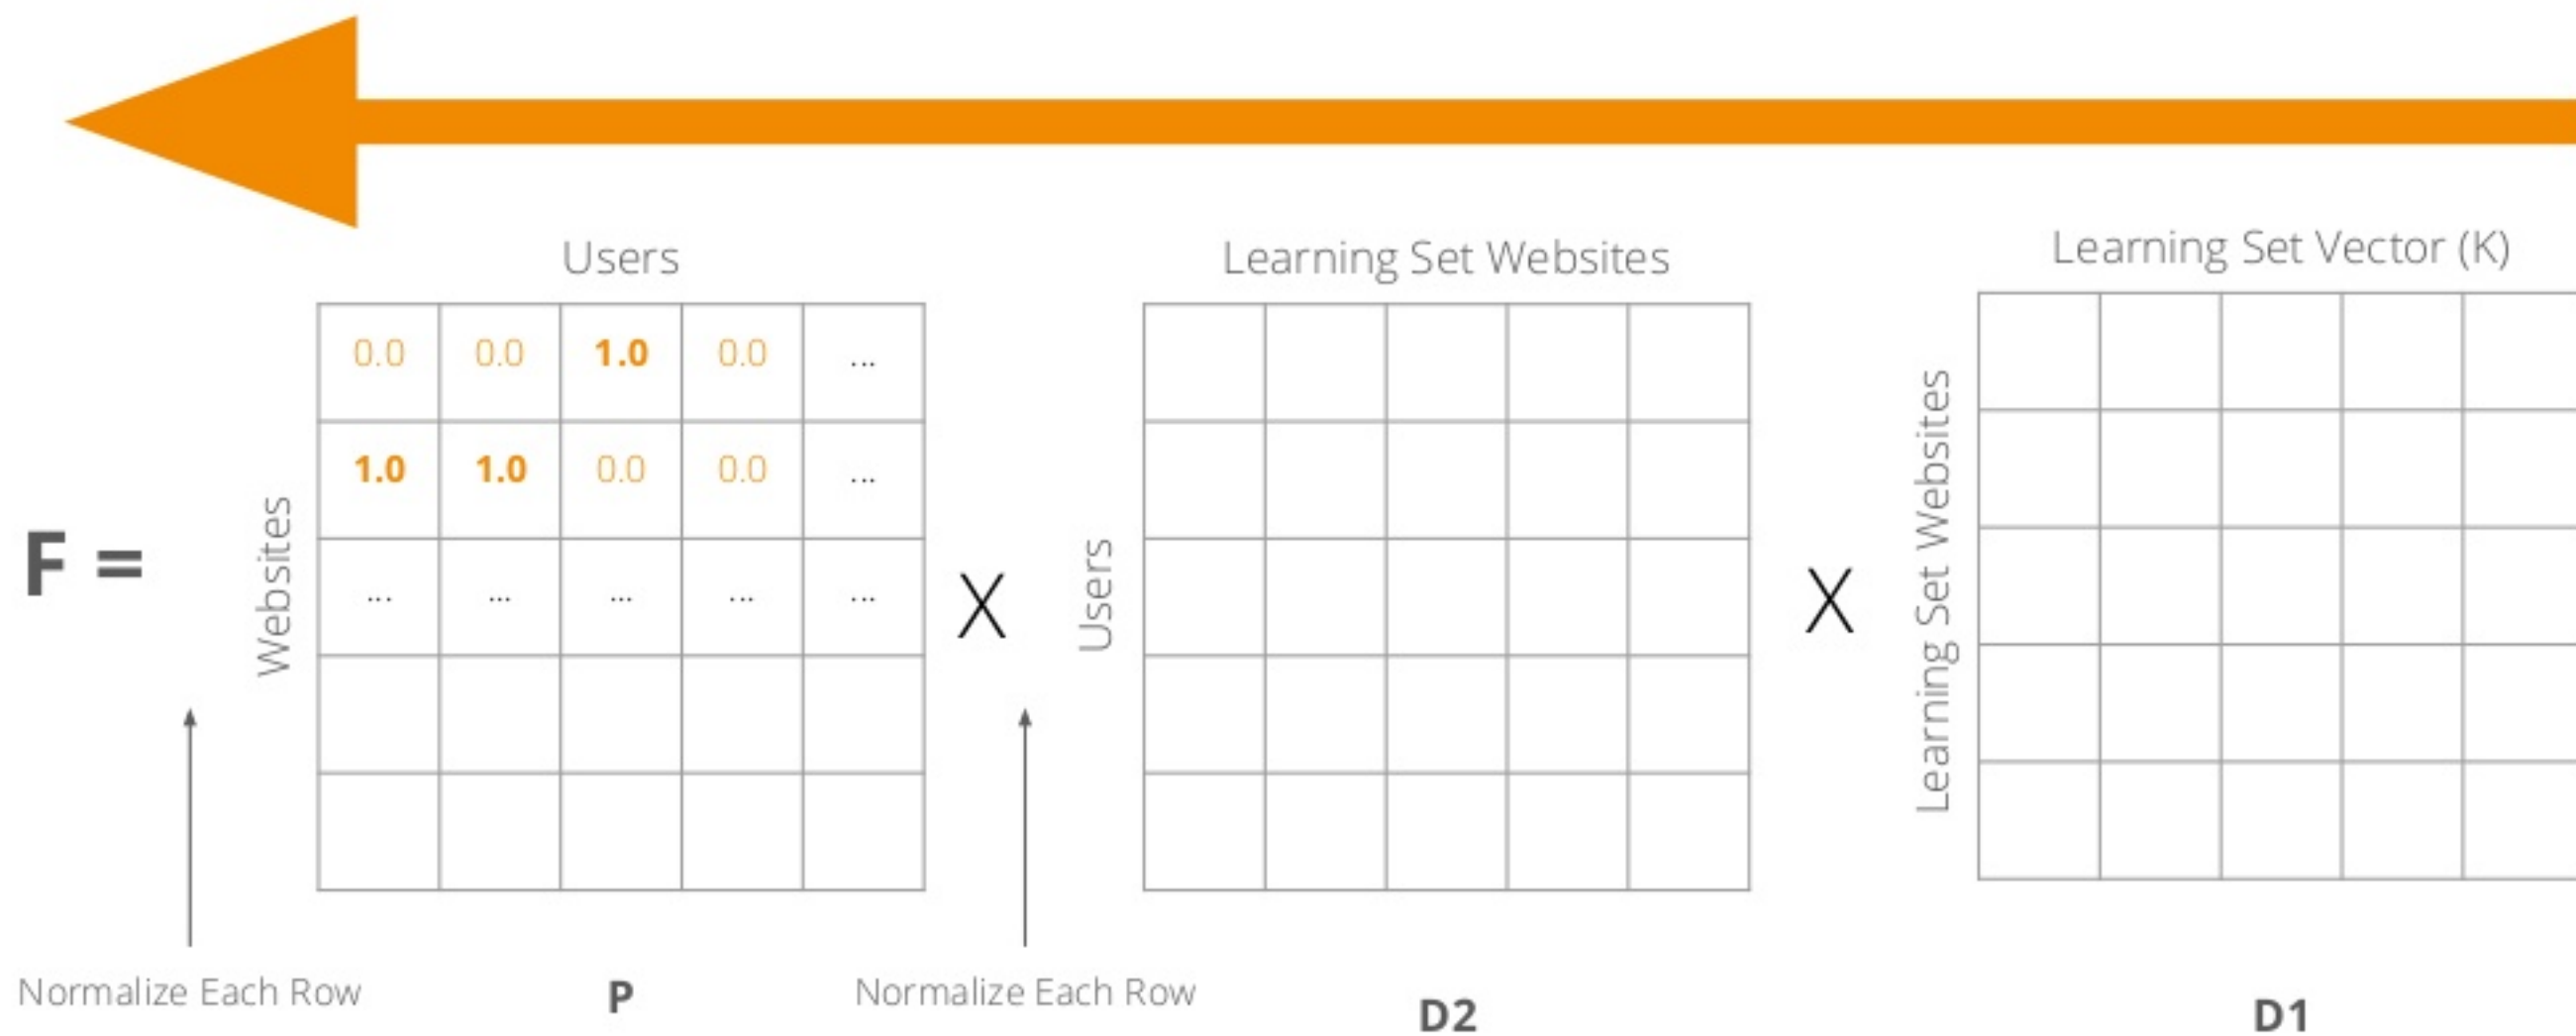 Users
Learning Set Websites
Learning Set Vector (K)
F =
Websites
0.0 0.0 1.0 0.0 ...
1.0 1.0 0.0 0.0 ...
... ... ... ... ...
X
Users
X
Learning Set Websites
Normalize Each Row
P
Normalize Each Row
D2
D1